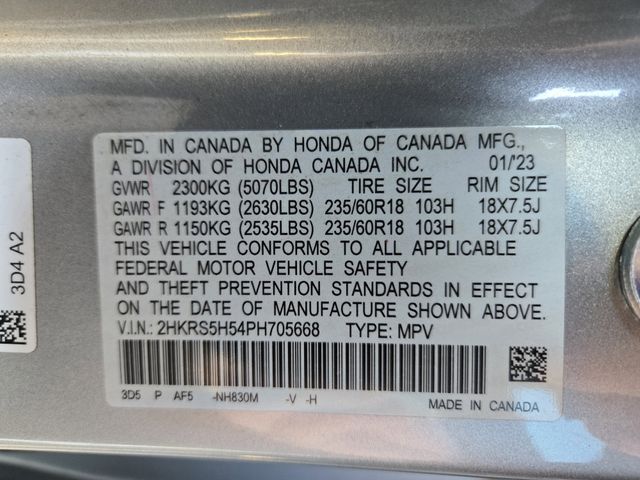 3D4 A2
MFD. IN CANADA BY HONDA OF CANADA MFG.,
A DIVISION OF HONDA CANADA INC. 01/'23
GVWR 2300KG (5070LBS) TIRE SIZE RIM SIZE
GAWR F 1193KG (2630LBS) 235/60R18 103H 18X7.5J
GAWR R 1150KG (2535LBS) 235/60R18 103H 18X7.5J
THIS VEHICLE CONFORMS TO ALL APPLICABLE
FEDERAL MOTOR VEHICLE SAFETY
AND THEFT PREVENTION STANDARDS IN EFFECT
ON THE DATE OF MANUFACTURE SHOWN ABOVE.
V.I.N.: 2HKRS5H54PH705668 TYPE: MPV
3D5 P AF5 -NH830M -V -H
MADE IN CANADA